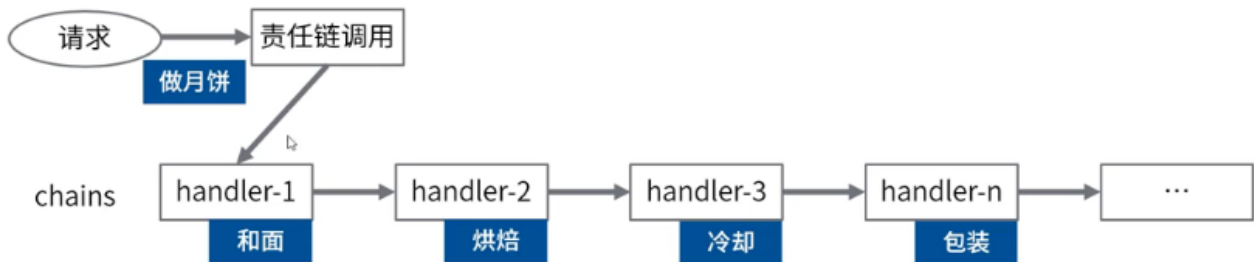 请求
责任链调用
做月饼
chains
handler-1
handler-2
handler-3
handler-n
…
和面
烘焙
冷却
包装